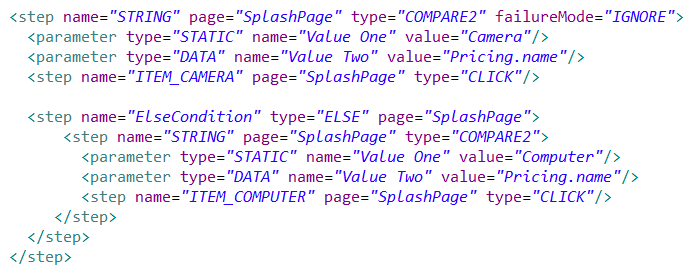 <step name="STRING" page="SplashPage" type="COMPARE2" failureMode="IGNORE">
<parameter type="STATIC" name="Value One" value="Camera"/>
<parameter type="DATA" name="Value Two" value="Pricing.name"/>
<step name="ITEM_CAMERA" page="SplashPage" type="CLICK"/>
<step name="ElseCondition" type="ELSE" page="SplashPage">
<step name="STRING" page="SplashPage" type="COMPARE2">
<parameter type="STATIC" name="Value One" value="Computer"/>
<parameter type="DATA" name="Value Two" value="Pricing.name"/>
<step name="ITEM_COMPUTER" page="SplashPage" type="CLICK"/>
</step>
</step>
</step>